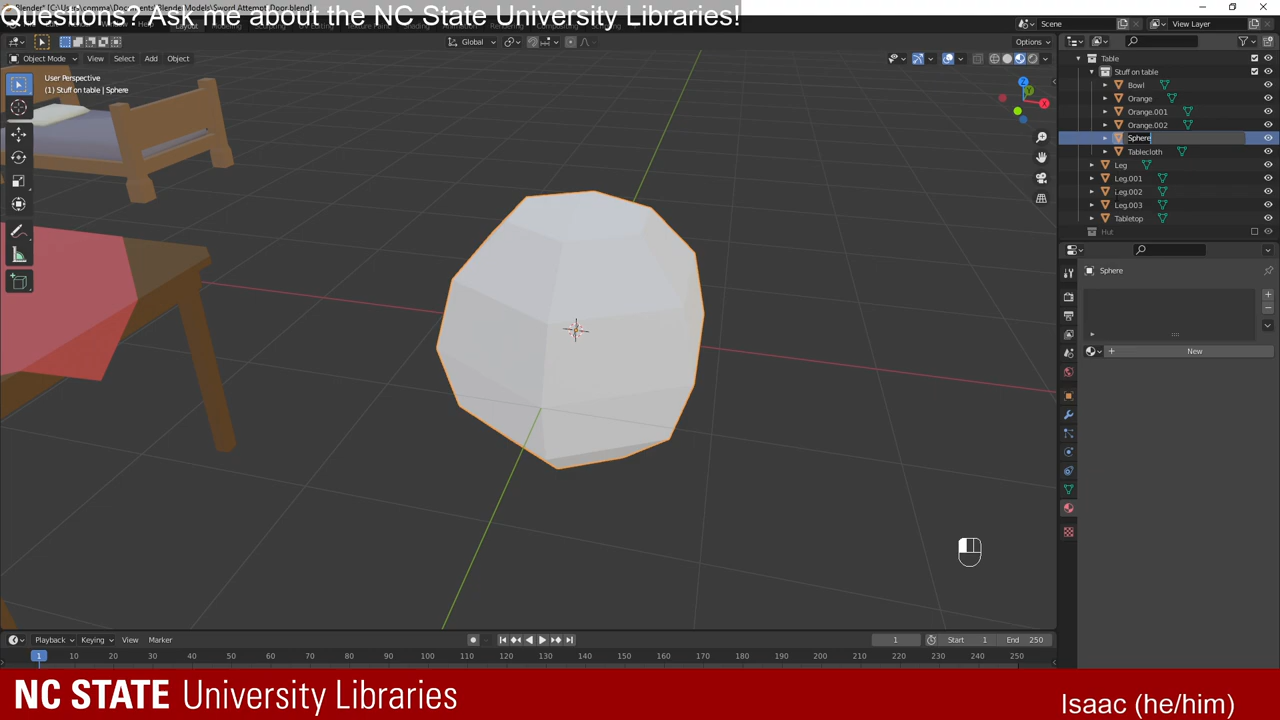 Questions? Ask me about the NC State University Libraries!
Scene
View Layer
Global
Options
Object Mode
View
Select
Add
Object
User Perspective
(1) Stuff on table | Sphere
Table
Stuff on table
Bowl
Orange
Orange.001
Orange.002
Sphere
Tablecloth
Leg
Leg.001
Leg.002
Leg.003
Tabletop
Hut
Sphere
New
Playback
Keying
View
Marker
1
Start 1
End 250
1 10 20 30 40 50 60 70 80 90 100 110 120 130 140 150 160 170 180 190 200 210 220 230 240 250
NC STATE University Libraries
Isaac (he/him)